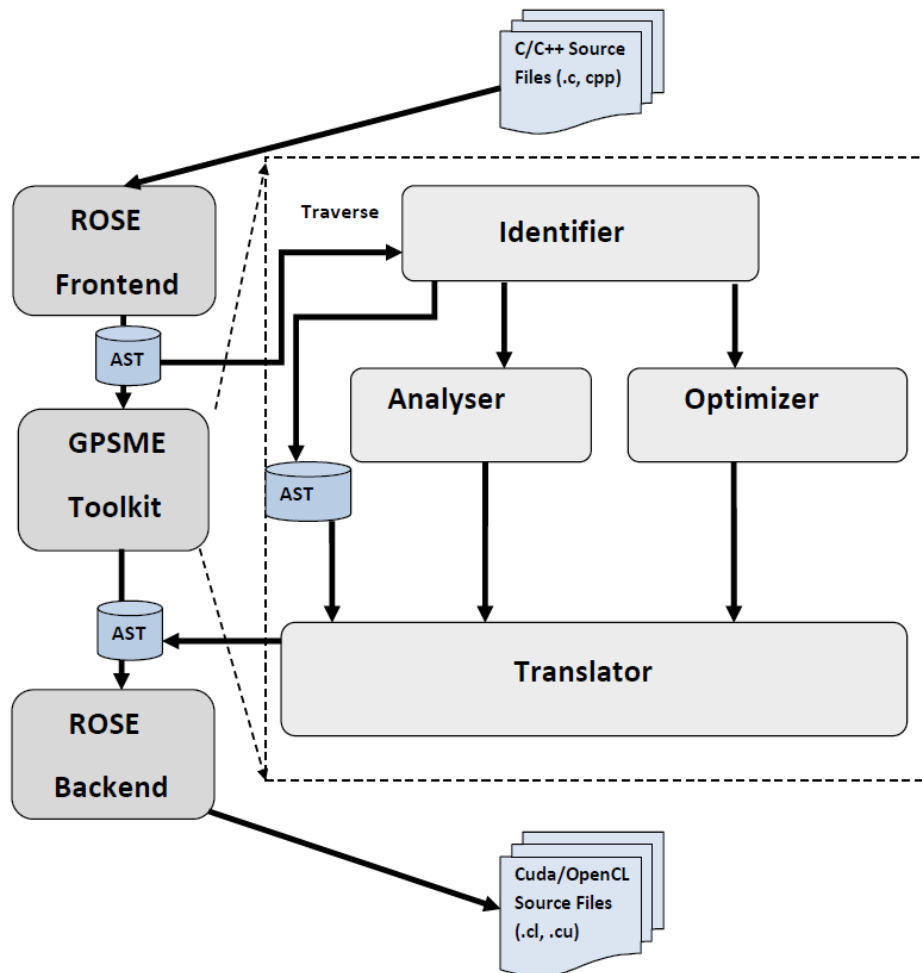 C/C++ Source
Files (.c, cpp)
ROSE
Frontend
Traverse
Identifier
AST
Analyser
Optimizer
GPSME
Toolkit
AST
AST
Translator
ROSE
Backend
Cuda/OpenCL
Source Files
(.cl, .cu)